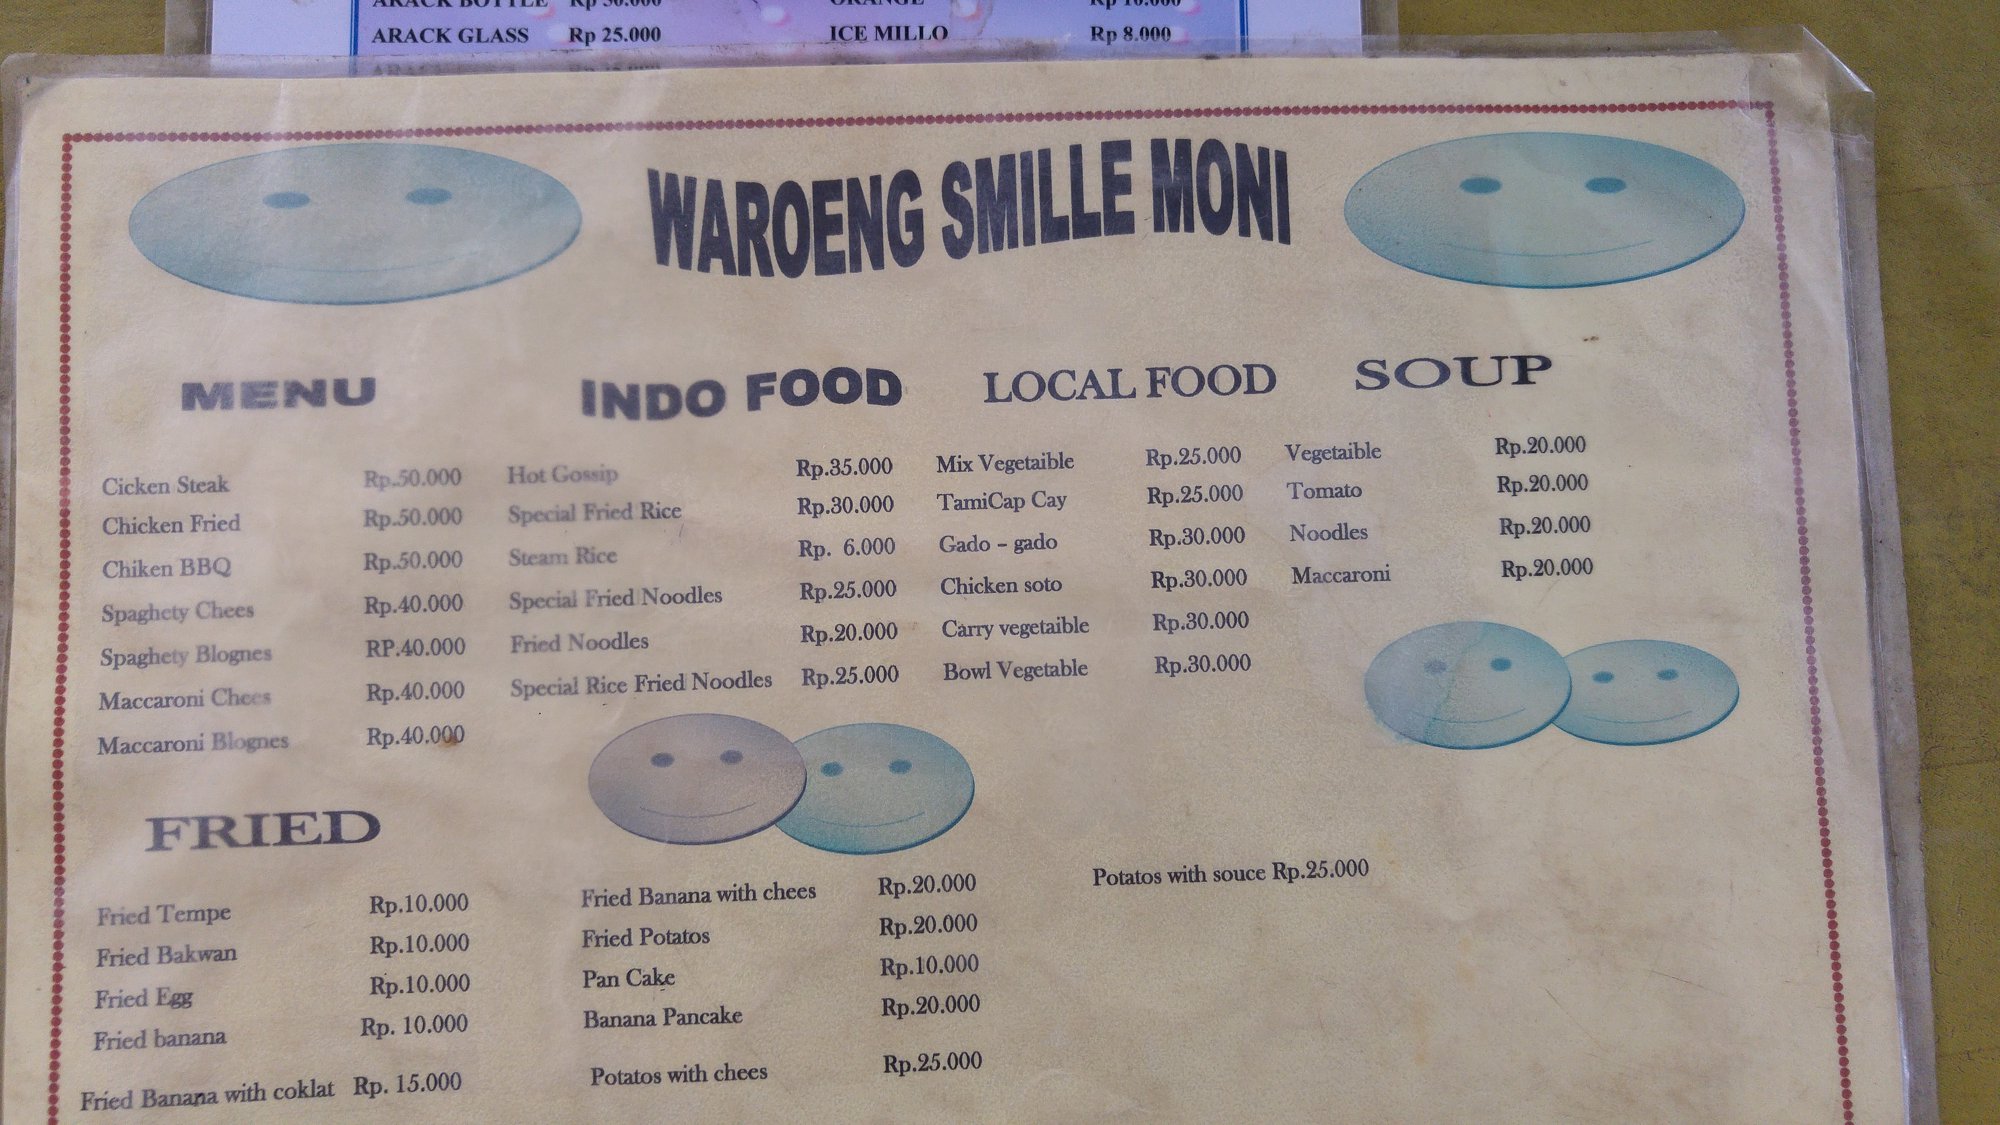 ARACK BOTTLE Rp 50.000 ORANGE Rp 10.000
ARACK GLASS Rp 25.000 ICE MILLO Rp 8.000
WAROENG SMILLE MONI
MENU
Cicken Steak Rp.50.000
Chicken Fried Rp.50.000
Chiken BBQ Rp.50.000
Spaghety Chees Rp.40.000
Spaghety Blognes RP.40.000
Maccaroni Chees Rp.40.000
Maccaroni Blognes Rp.40.000
INDO FOOD
Hot Gossip Rp.35.000
Special Fried Rice Rp.30.000
Steam Rice Rp. 6.000
Special Fried Noodles Rp.25.000
Fried Noodles Rp.20.000
Special Rice Fried Noodles Rp.25.000
LOCAL FOOD
Mix Vegetaible Rp.25.000
TamiCap Cay Rp.25.000
Gado - gado Rp.30.000
Chicken soto Rp.30.000
Carry vegetaible Rp.30.000
Bowl Vegetable Rp.30.000
SOUP
Vegetaible Rp.20.000
Tomato Rp.20.000
Noodles Rp.20.000
Maccaroni Rp.20.000
FRIED
Fried Tempe Rp.10.000
Fried Bakwan Rp.10.000
Fried Egg Rp.10.000
Fried banana Rp. 10.000
Fried Banana with coklat Rp. 15.000
Fried Banana with chees Rp.20.000
Fried Potatos Rp.20.000
Pan Cake Rp.10.000
Banana Pancake Rp.20.000
Potatos with chees Rp.25.000
Potatos with souce Rp.25.000